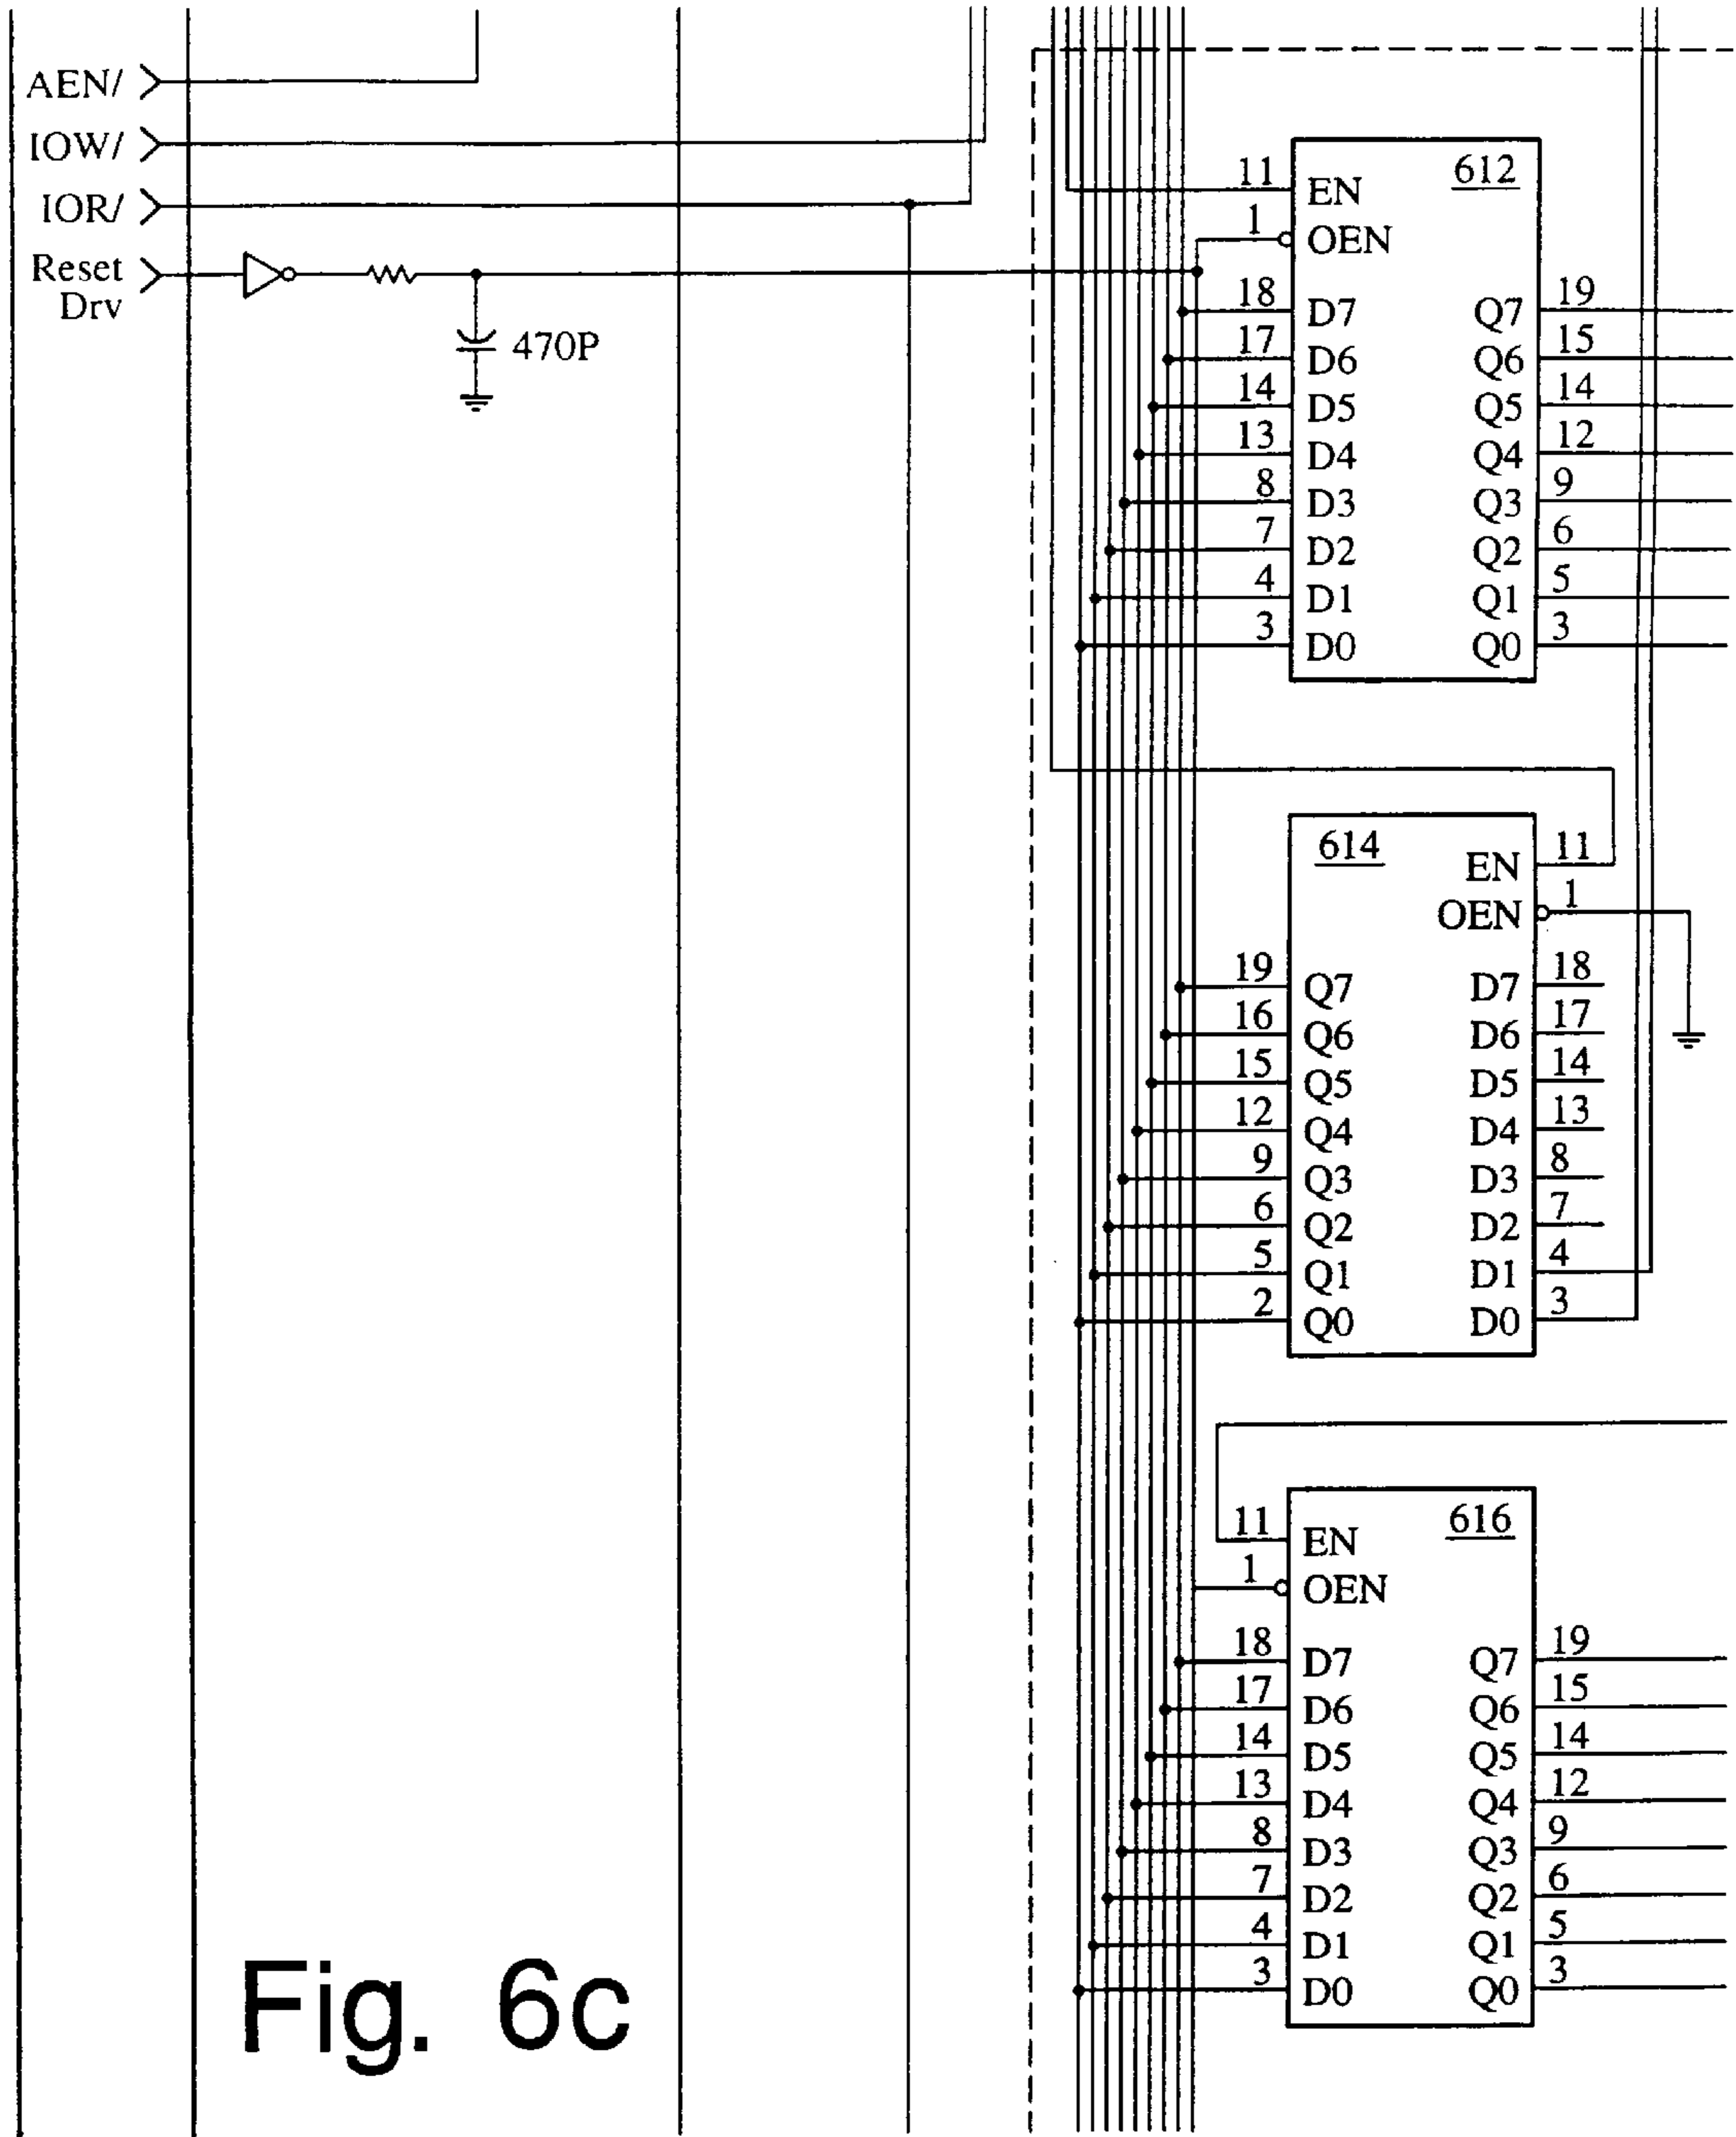 AEN/
IOW/
IOR/
Reset
Drv
470P
612
11 EN
1 OEN
18 D7 Q7 19
17 D6 Q6 15
14 D5 Q5 14
13 D4 Q4 12
8 D3 Q3 9
7 D2 Q2 6
4 D1 Q1 5
3 D0 Q0 3
614
EN 11
OEN 1
19 Q7 D7 18
16 Q6 D6 17
15 Q5 D5 14
12 Q4 D4 13
9 Q3 D3 8
6 Q2 D2 7
5 Q1 D1 4
2 Q0 D0 3
616
11 EN
1 OEN
18 D7 Q7 19
17 D6 Q6 15
14 D5 Q5 14
13 D4 Q4 12
8 D3 Q3 9
7 D2 Q2 6
4 D1 Q1 5
3 D0 Q0 3
Fig. 6c